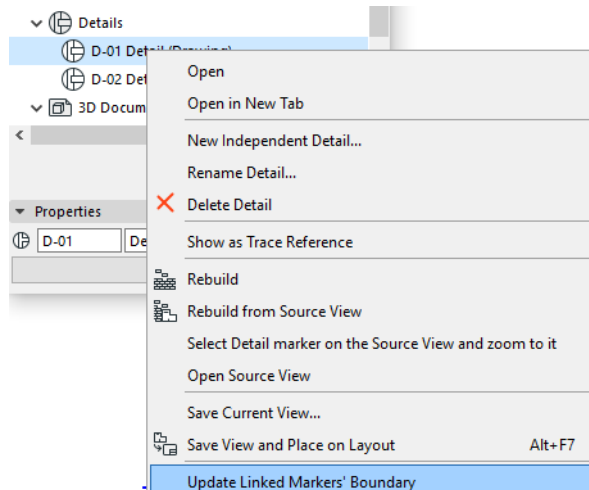 Details
D-01 Detail (Drawing)
D-02 Det
3D Docum
Properties
D-01
De
Open
Open in New Tab
New Independent Detail...
Rename Detail...
Delete Detail
Show as Trace Reference
Rebuild
Rebuild from Source View
Select Detail marker on the Source View and zoom to it
Open Source View
Save Current View...
Save View and Place on Layout Alt+F7
Update Linked Markers' Boundary